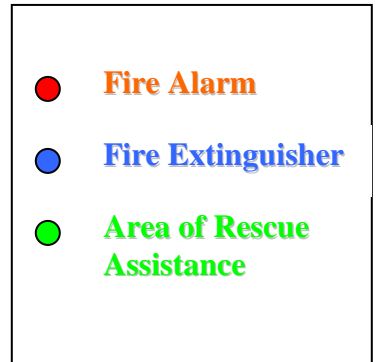 Fire Alarm
Fire Extinguisher
Area of Rescue
Assistance